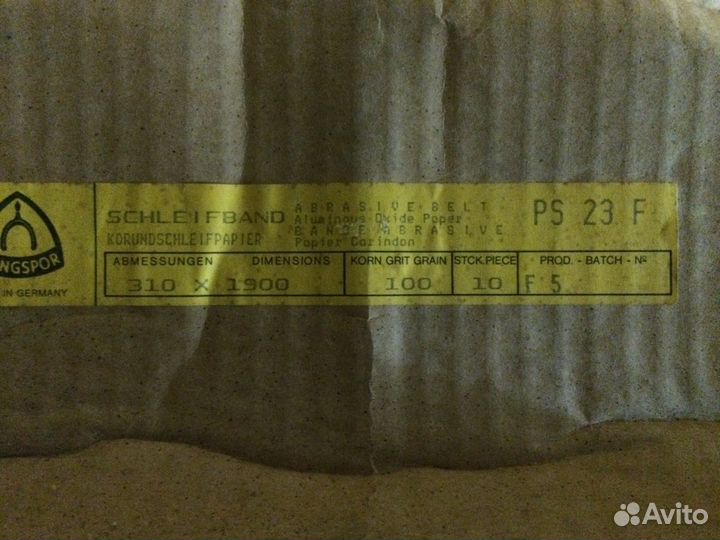 NGSPOR
IN GERMANY
SCHLEIFBAND
KORUNDSCHLEIFPAPIER
ABRASIVE BELT
Aluminous Oxide Paper
BANDE ABRASIVE
Papier Corindon
PS 23 F
ABMESSUNGEN DIMENSIONS KORN GRIT GRAIN STCK.PIECE PROD. - BATCH - Nº
310 X 1900 100 10 F 5
Avito